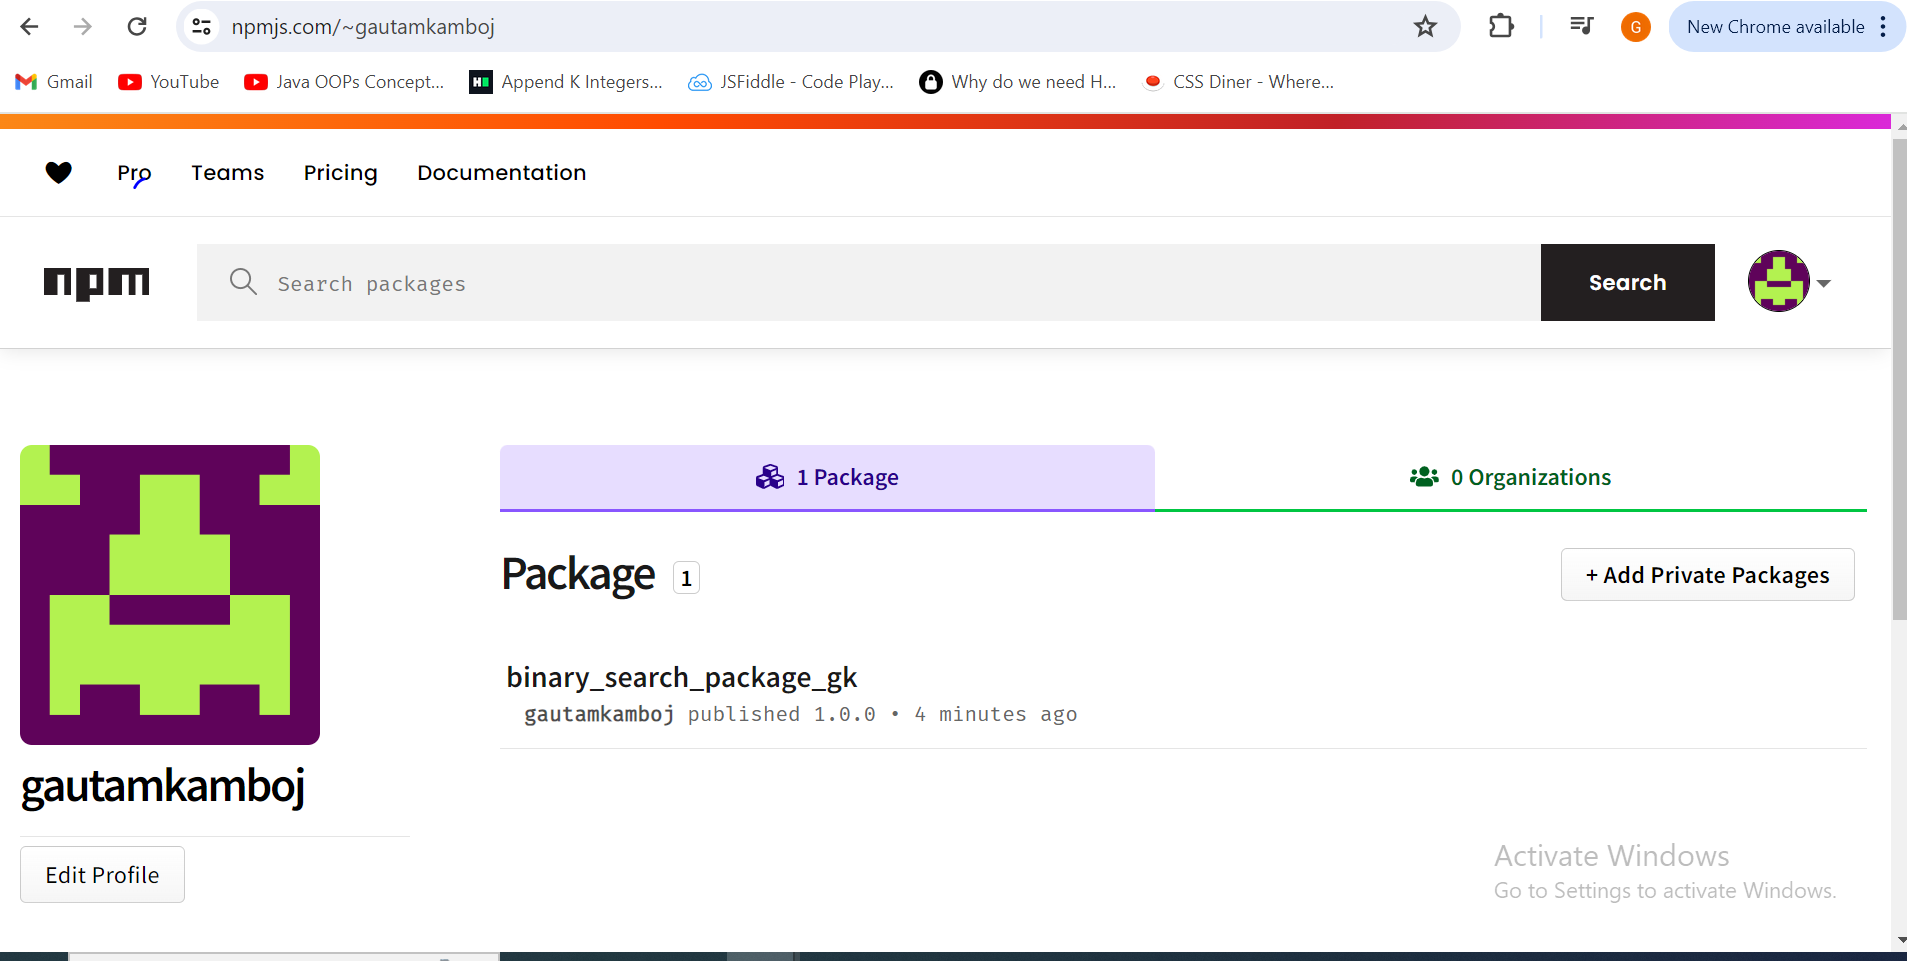 npmjs.com/~gautamkamboj
G
New Chrome available
Gmail
YouTube
Java OOPs Concept...
Append K Integers...
JSFiddle - Code Play...
Why do we need H...
CSS Diner - Where...
Pro
Teams
Pricing
Documentation
npm
Search packages
Search
1 Package
0 Organizations
Package 1
+ Add Private Packages
binary_search_package_gk
gautamkamboj published 1.0.0 • 4 minutes ago
gautamkamboj
Edit Profile
Activate Windows
Go to Settings to activate Windows.